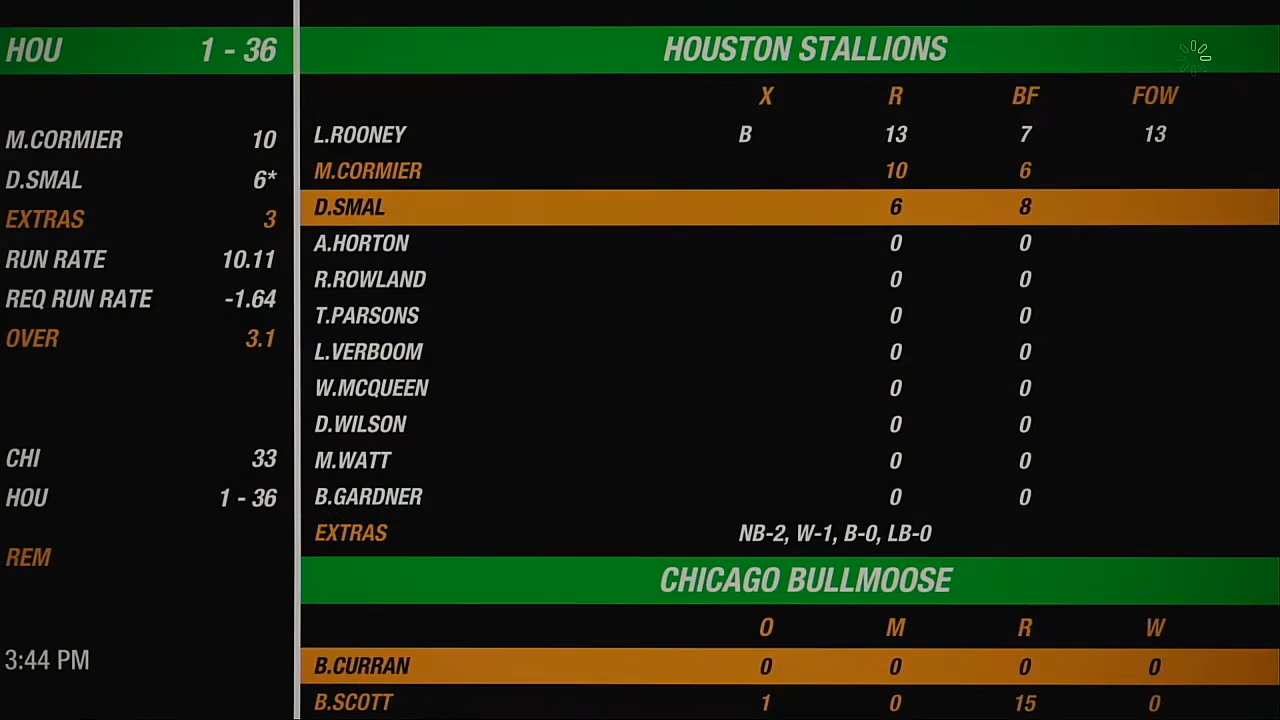 HOU 1 - 36
M.CORMIER 10
D.SMAL 6*
EXTRAS 3
RUN RATE 10.11
REQ RUN RATE -1.64
OVER 3.1
CHI 33
HOU 1 - 36
REM
3:44 PM
HOUSTON STALLIONS
X R BF FOW
L.ROONEY B 13 7 13
M.CORMIER 10 6
D.SMAL 6 8
A.HORTON 0 0
R.ROWLAND 0 0
T.PARSONS 0 0
L.VERBOOM 0 0
W.MCQUEEN 0 0
D.WILSON 0 0
M.WATT 0 0
B.GARDNER 0 0
EXTRAS NB-2, W-1, B-0, LB-0
CHICAGO BULLMOOSE
O M R W
B.CURRAN 0 0 0 0
B.SCOTT 1 0 15 0